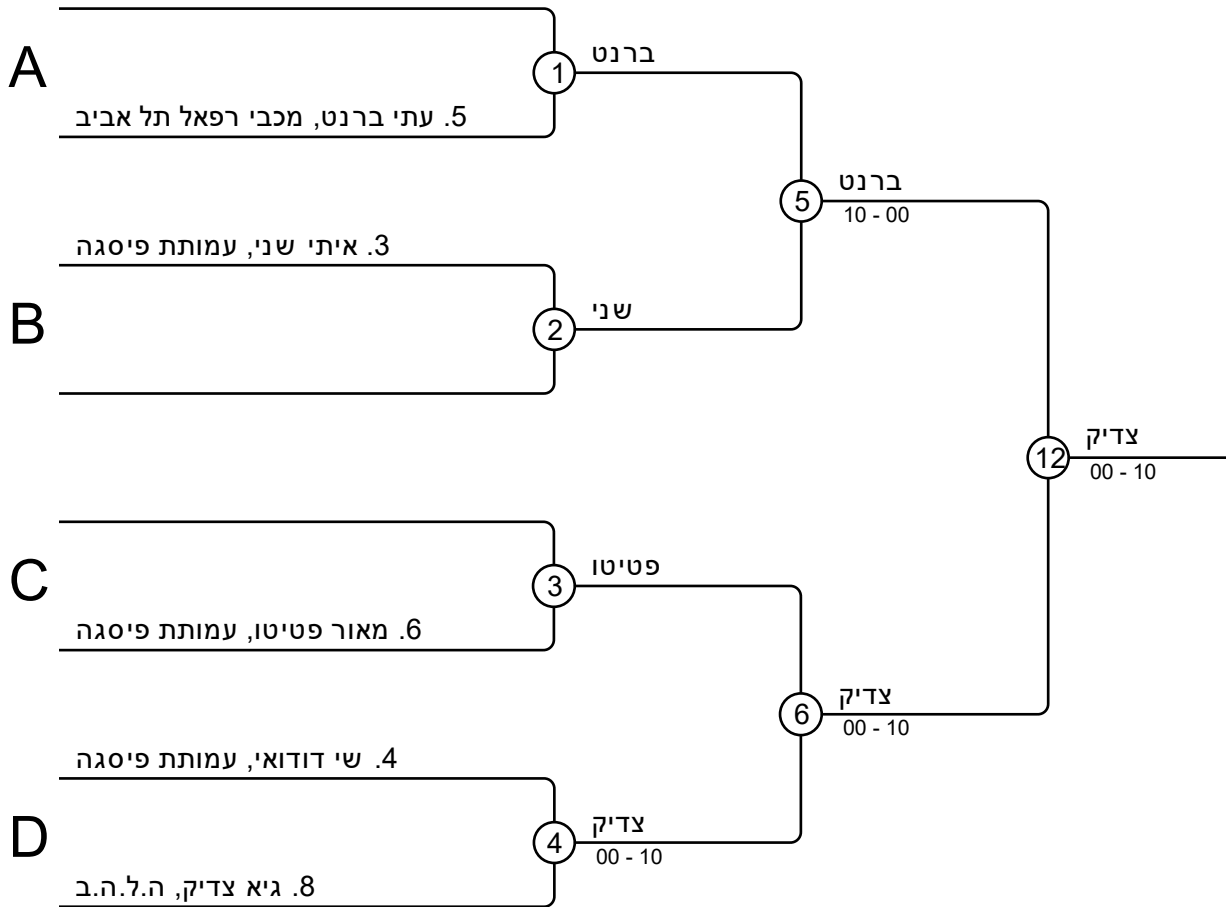 A
1
ברנט
5. עתי ברנט, מכבי רפאל תל אביב
5
ברנט
10 - 00
3. איתי שני, עמותת פיסגה
B
2
שני
12
צדיק
00 - 10
C
3
פטיטו
6. מאור פטיטו, עמותת פיסגה
6
צדיק
00 - 10
4. שי דודואי, עמותת פיסגה
D
4
צדיק
00 - 10
8. גיא צדיק, ה.ל.ה.ב